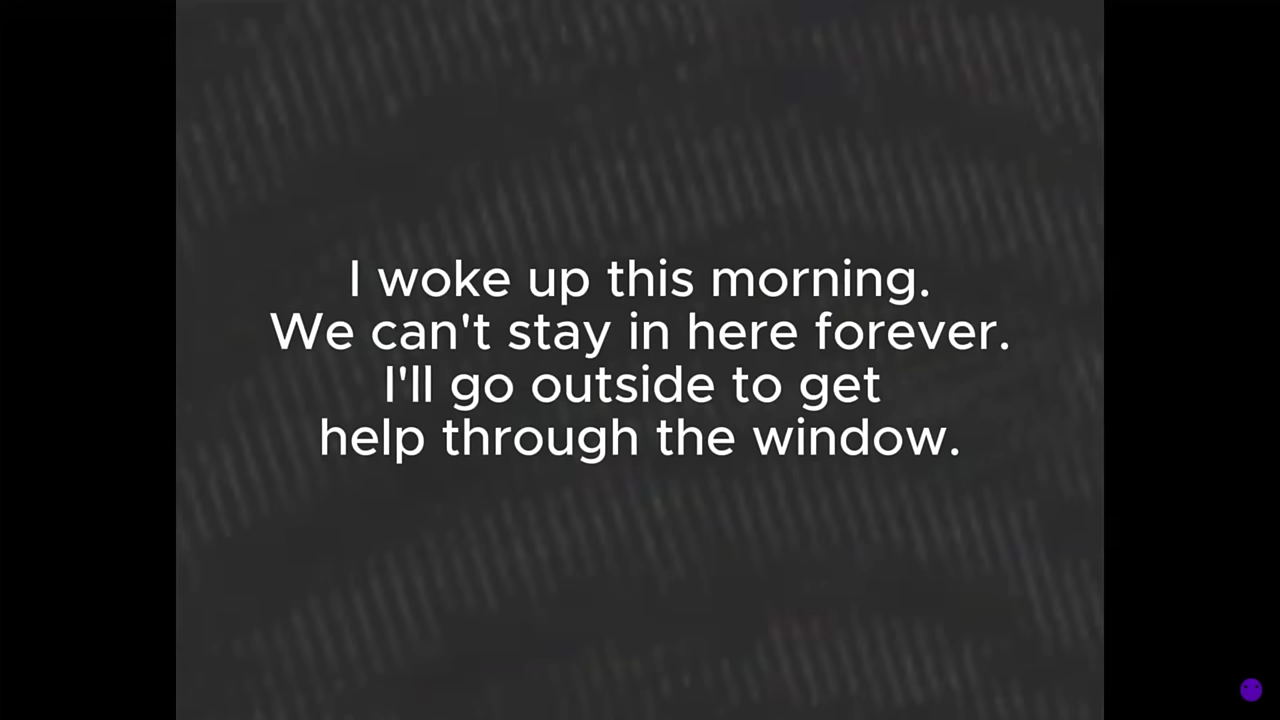 I woke up this morning.
We can't stay in here forever.
I'll go outside to get
help through the window.